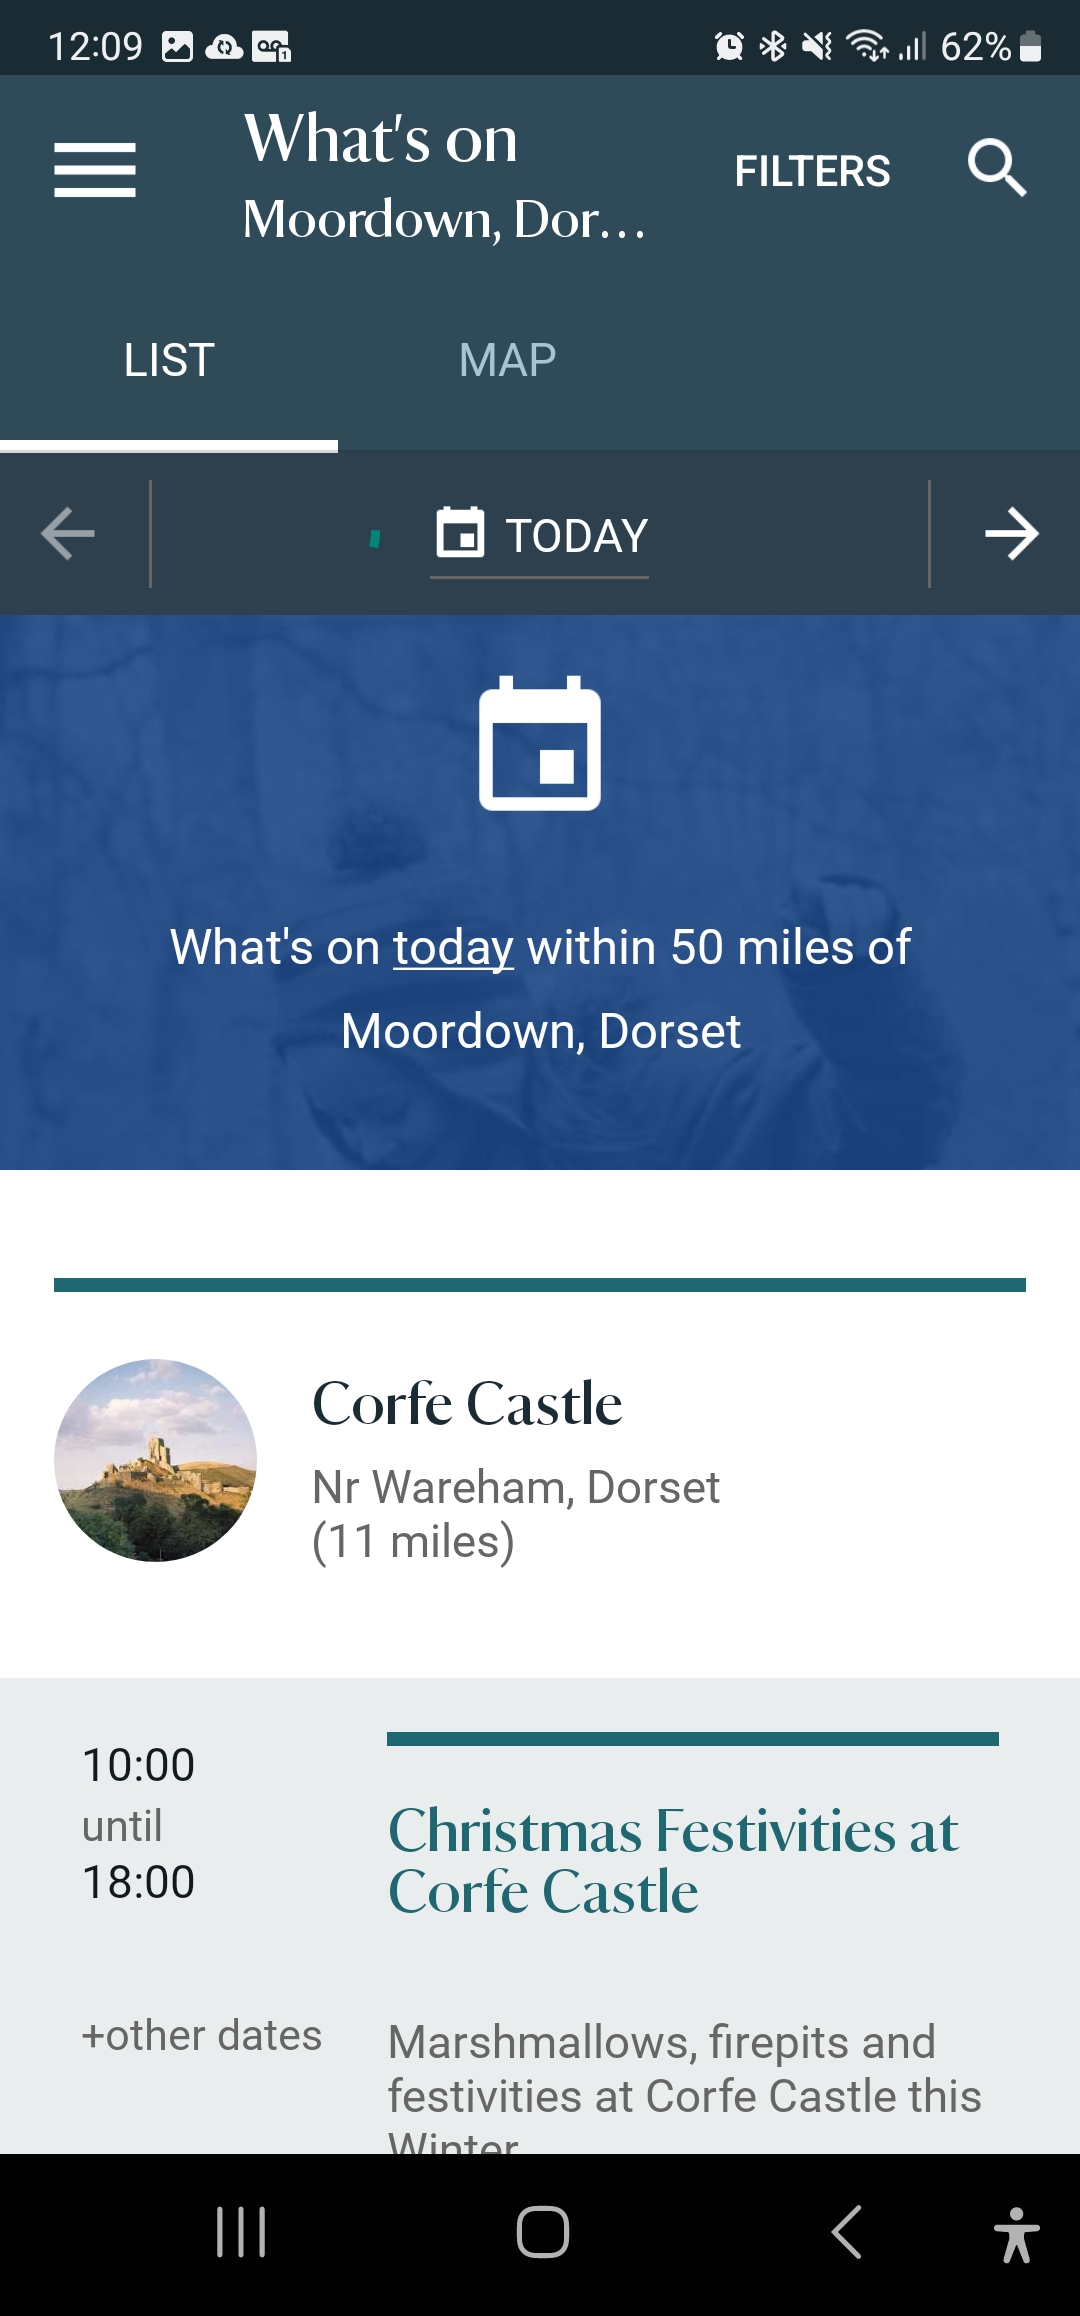 12:09
62%
What's on
Moordown, Dor...
FILTERS
LIST
MAP
TODAY
What's on today within 50 miles of
Moordown, Dorset
Corfe Castle
Nr Wareham, Dorset
(11 miles)
10:00
until
18:00
Christmas Festivities at
Corfe Castle
+other dates
Marshmallows, firepits and
festivities at Corfe Castle this
Winter